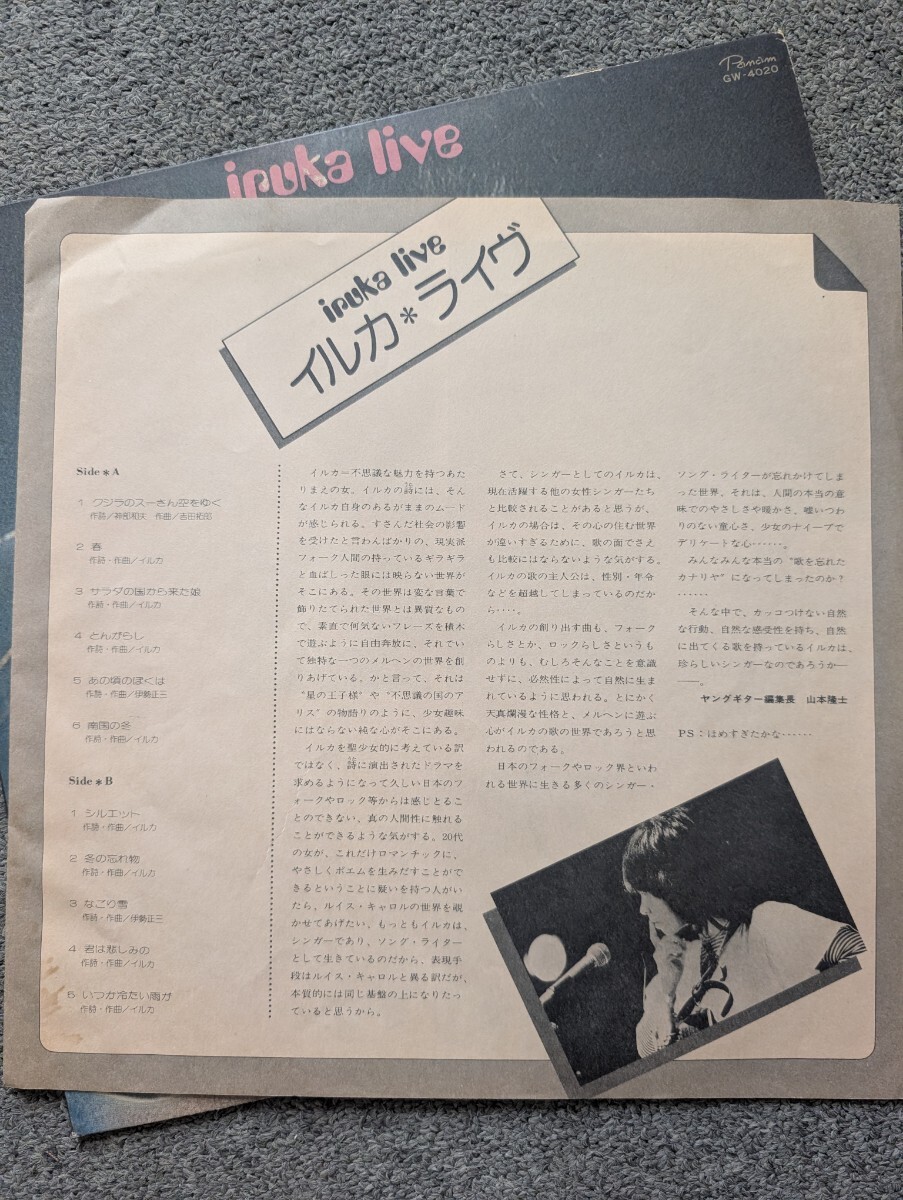 Panam
GW-4020
iruka live
iruka live
イルカ*ライヴ
Side*A
1 クジラのスーさん空をゆく
作詩/神部和夫 作曲/吉田拓郎
2 春
作詩・作曲/イルカ
3 サラダの国から来た娘
作詩・作曲/イルカ
4 とんがらし
作詩・作曲/イルカ
5 あの頃のぼくは
作詩・作曲/伊勢正三
6 南国の冬
作詩・作曲/イルカ
Side*B
1 シルエット
作詩・作曲/イルカ
2 冬の忘れ物
作詩・作曲/イルカ
3 なごり雪
作詩・作曲/伊勢正三
4 君は悲しみの
作詩・作曲/イルカ
5 いつか冷たい雨が
作詩・作曲/イルカ
イルカ=不思議な魅力を持つあた
りまえの女。イルカの詩には、そん
なイルカ自身のあるがままのムード
が感じられる。すさんだ社会の影響
を受けたと言わんばかりの、現実派
フォーク人間の持っているギラギラ
と血ばしった眼には映らない世界が
そこにある。その世界は変な言葉で
飾りたてられた世界とは異質なもの
で、素直で何気ないフレーズを積木
で遊ぶように自由奔放に、それでい
て独特な一つのメルヘンの世界を創
りあげている。かと言って、それは
“星の王子様”や“不思議の国のア
リス”の物語りのように、少女趣味
にはならない純な心がそこにある。
イルカを聖少女的に考えている訳
ではなく、詩に演出されたドラマを
求めるようになって久しい日本のフ
ォークやロック等からは感じとるこ
とのできない、真の人間性に触れる
ことができるような気がする。20代
の女が、これだけロマンチックに、
やさしくポエムを生みだすことがで
きるということに疑いを持つ人がい
たら、ルイス・キャロルの世界を覗
かせてあげたい。もっともイルカは、
シンガーであり、ソング・ライター
として生きているのだから、表現手
段はルイス・キャロルと異る訳だが、
本質的には同じ基盤の上になりたっ
ていると思うから。
さて、シンガーとしてのイルカは、
現在活躍する他の女性シンガーたち
と比較されることがあると思うが、
イルカの場合は、その心の住む世界
が違いすぎるために、歌の面でさえ
も比較にはならないような気がする。
イルカの歌の主人公は、性別・年令
などを超越してしまっているのだか
ら‥‥。
イルカの創り出す曲も、フォーク
らしさとか、ロックらしさというも
のよりも、むしろそんなことを意識
せずに、必然性によって自然に生ま
れているように思われる。とにかく
天真爛漫な性格と、メルヘンに遊ぶ
心がイルカの歌の世界であろうと思
われるのである。
日本のフォークやロック界といわ
れる世界に生きる多くのシンガー・
ソング・ライターが忘れかけてしま
った世界。それは、人間の本当の意
味でのやさしさや暖かさ、嘘いつわ
りのない童心さ、少女のナイーブで
デリケートな心……。
みんなみんな本当の“歌を忘れた
カナリヤ”になってしまったのか？
……
そんな中で、カッコつけない自然
な行動、自然な感受性を持ち、自然
に出てくる歌を持っているイルカは、
珍らしいシンガーなのであろうか―
――。
ヤングギター編集長 山本隆士
PS：ほめすぎたかな……